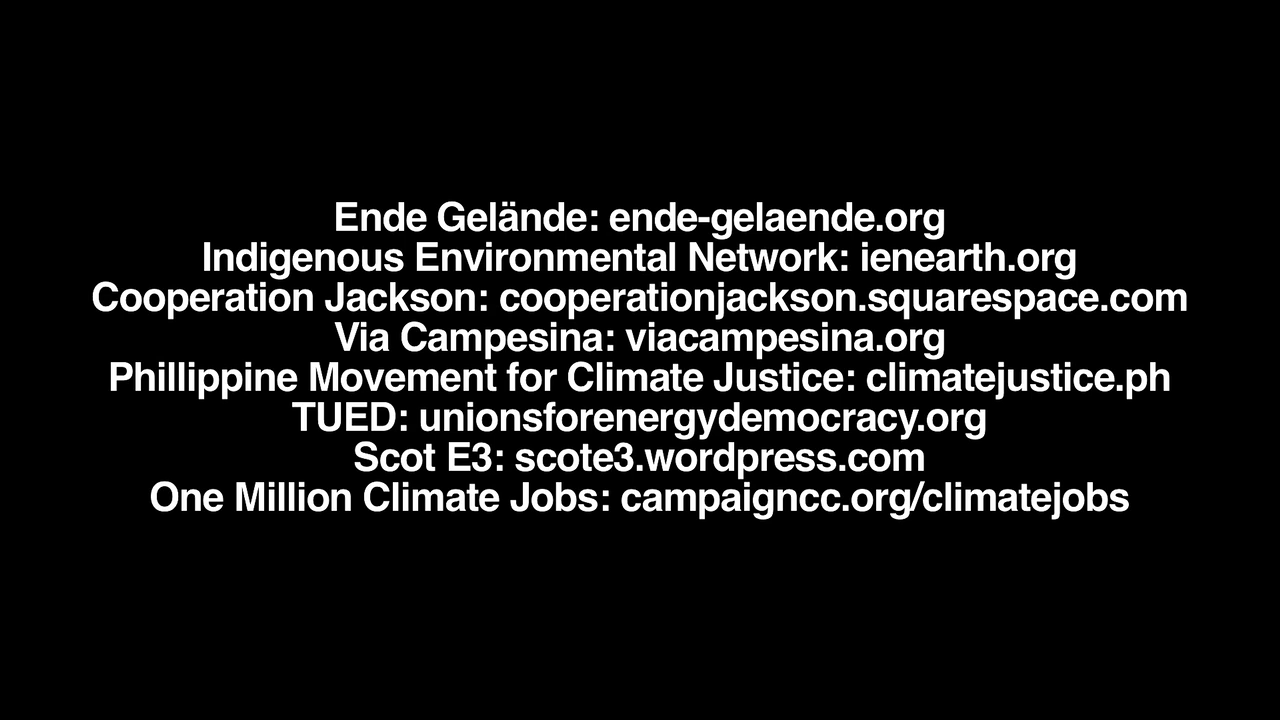 Ende Gelände: ende-gelaende.org
Indigenous Environmental Network: ienearth.org
Cooperation Jackson: cooperationjackson.squarespace.com
Via Campesina: viacampesina.org
Phillippine Movement for Climate Justice: climatejustice.ph
TUED: unionsforenergydemocracy.org
Scot E3: scote3.wordpress.com
One Million Climate Jobs: campaigncc.org/climatejobs